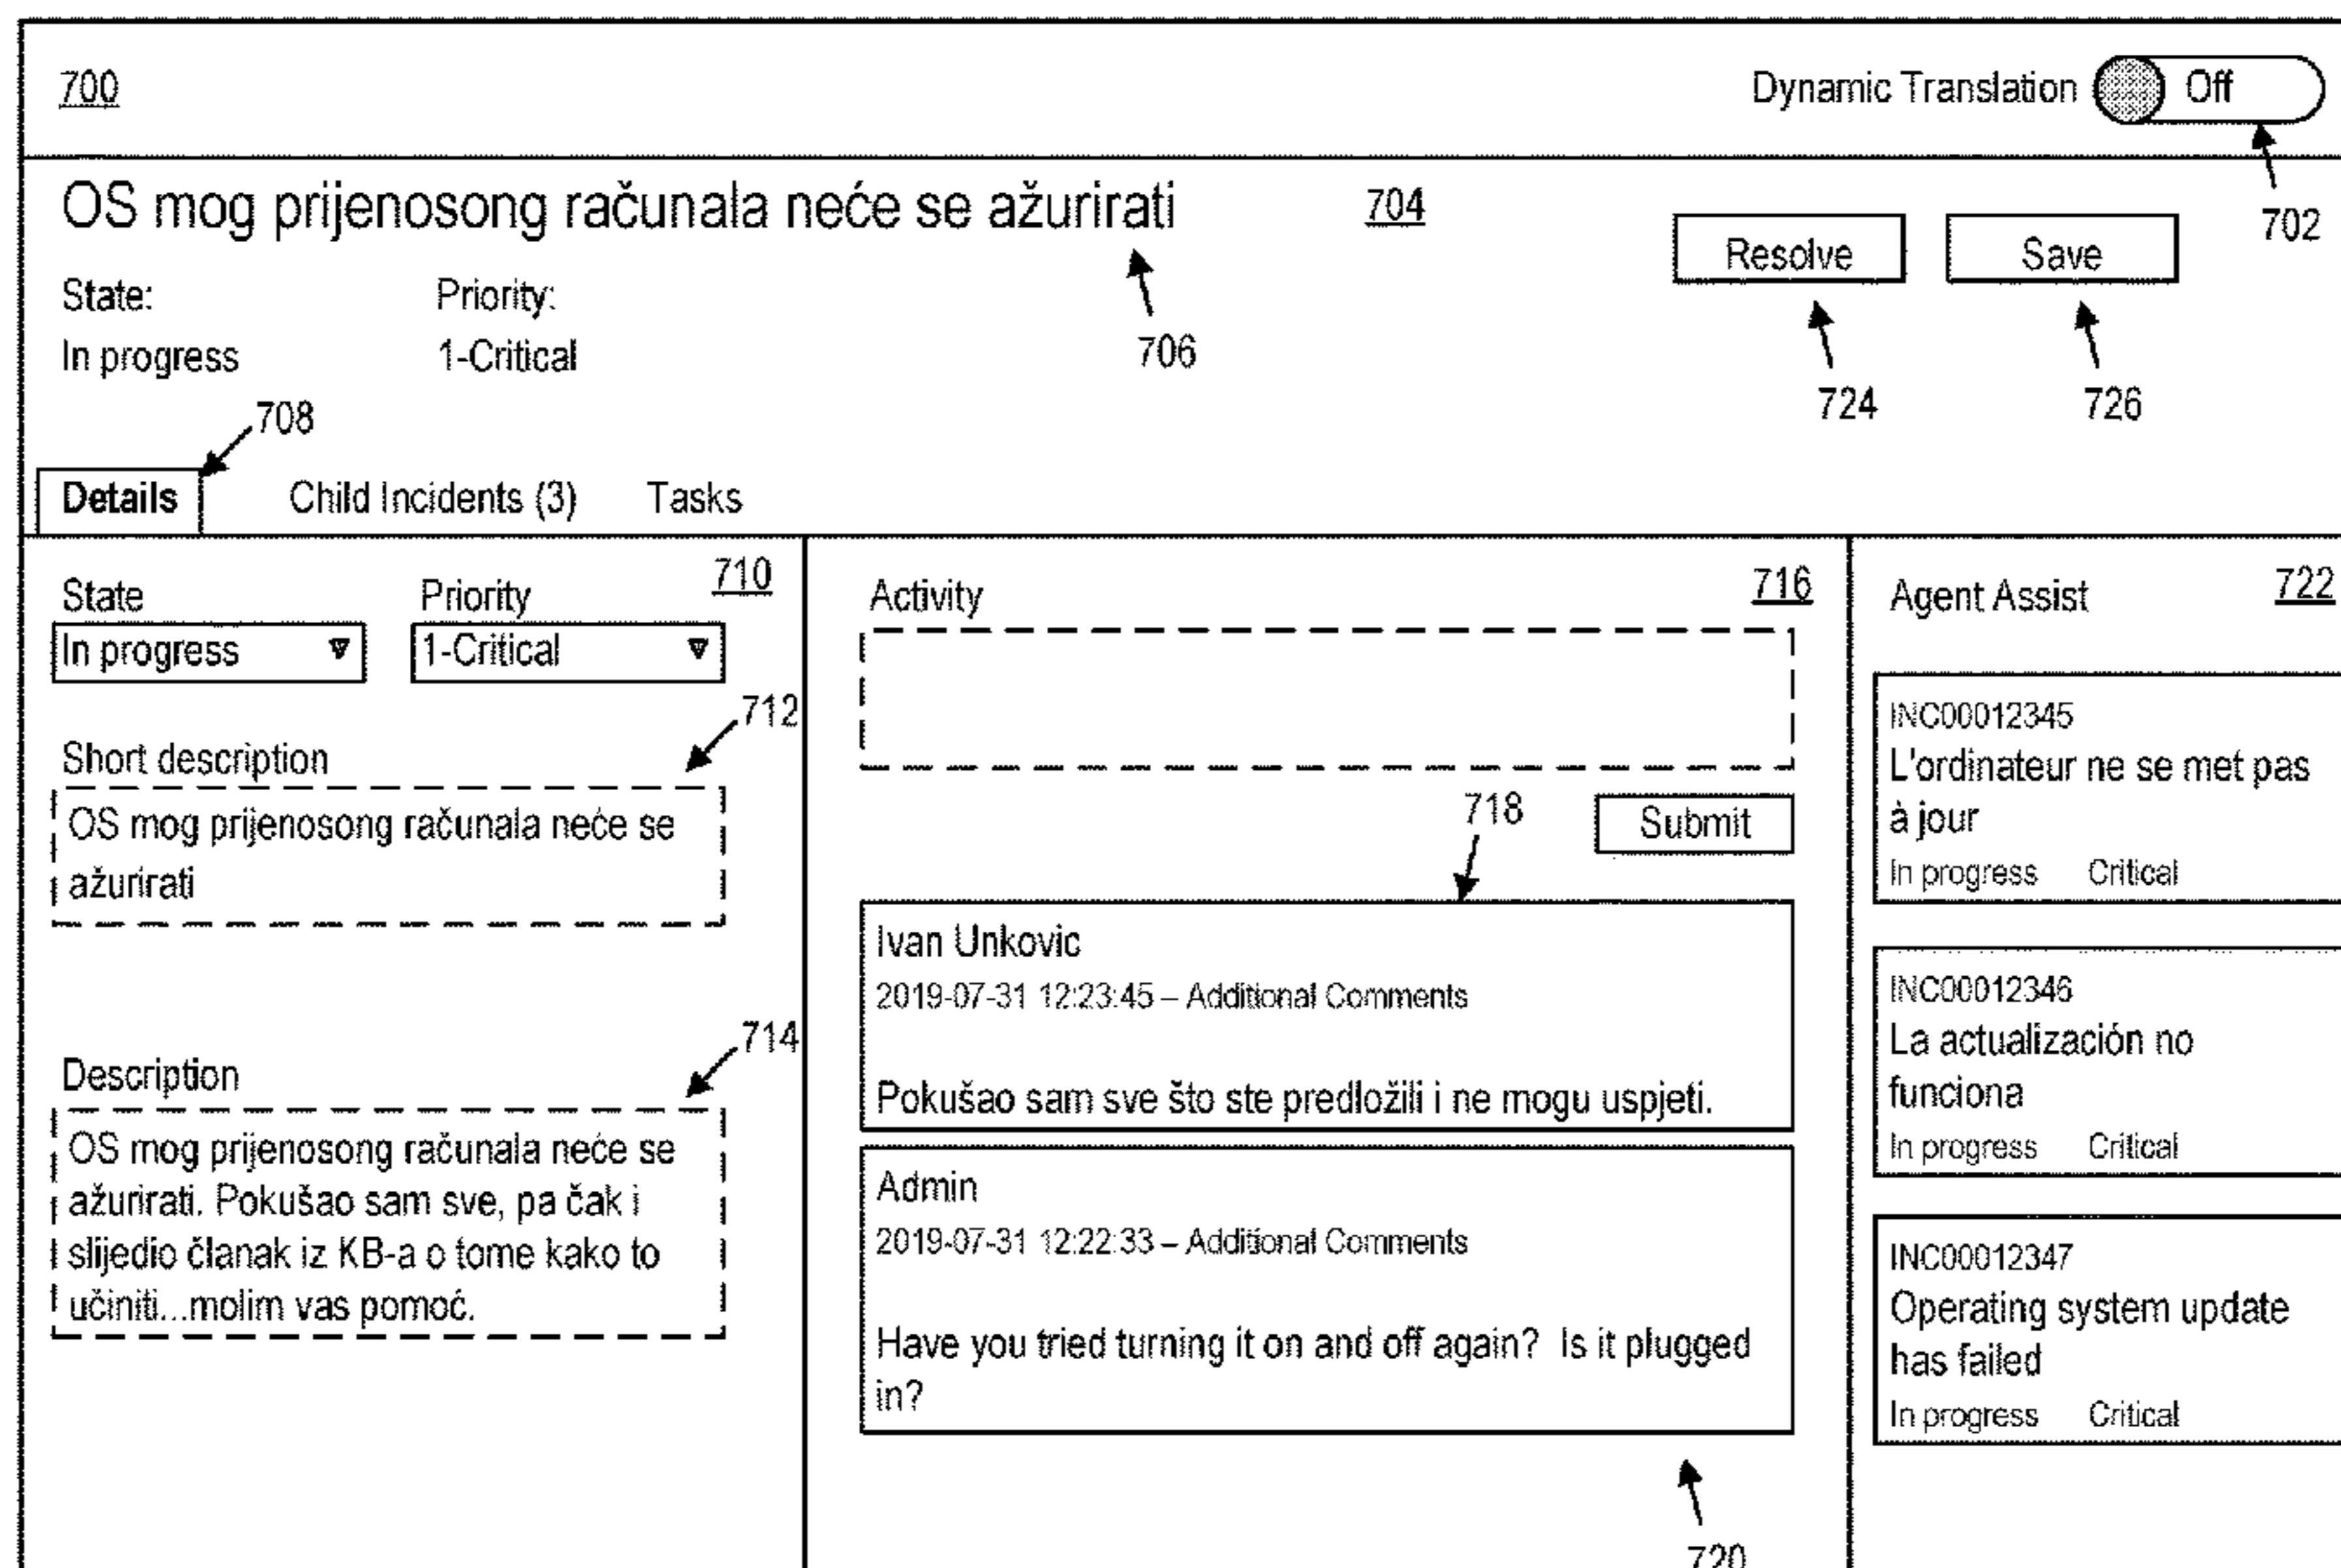 700
Dynamic Translation Off
702
OS mog prijenosong računala neće se ažurirati
704
Resolve
Save
706
724
726
State:
Priority:
In progress
1-Critical
708
Details
Child Incidents (3)
Tasks
710
State
Priority
In progress
1-Critical
712
Short description
OS mog prijenosong računala neće se
ažurirati
714
Description
OS mog prijenosong računala neće se
ažurirati. Pokušao sam sve, pa čak i
slijedio članak iz KB-a o tome kako to
učiniti...molim vas pomoć.
716
Activity
718
Submit
Ivan Unkovic
2019-07-31 12:23:45 – Additional Comments
Pokušao sam sve što ste predložili i ne mogu uspjeti.
Admin
2019-07-31 12:22:33 – Additional Comments
Have you tried turning it on and off again? Is it plugged
in?
720
Agent Assist
722
INC00012345
L'ordinateur ne se met pas
à jour
In progress Critical
INC00012346
La actualización no
funciona
In progress Critical
INC00012347
Operating system update
has failed
In progress Critical